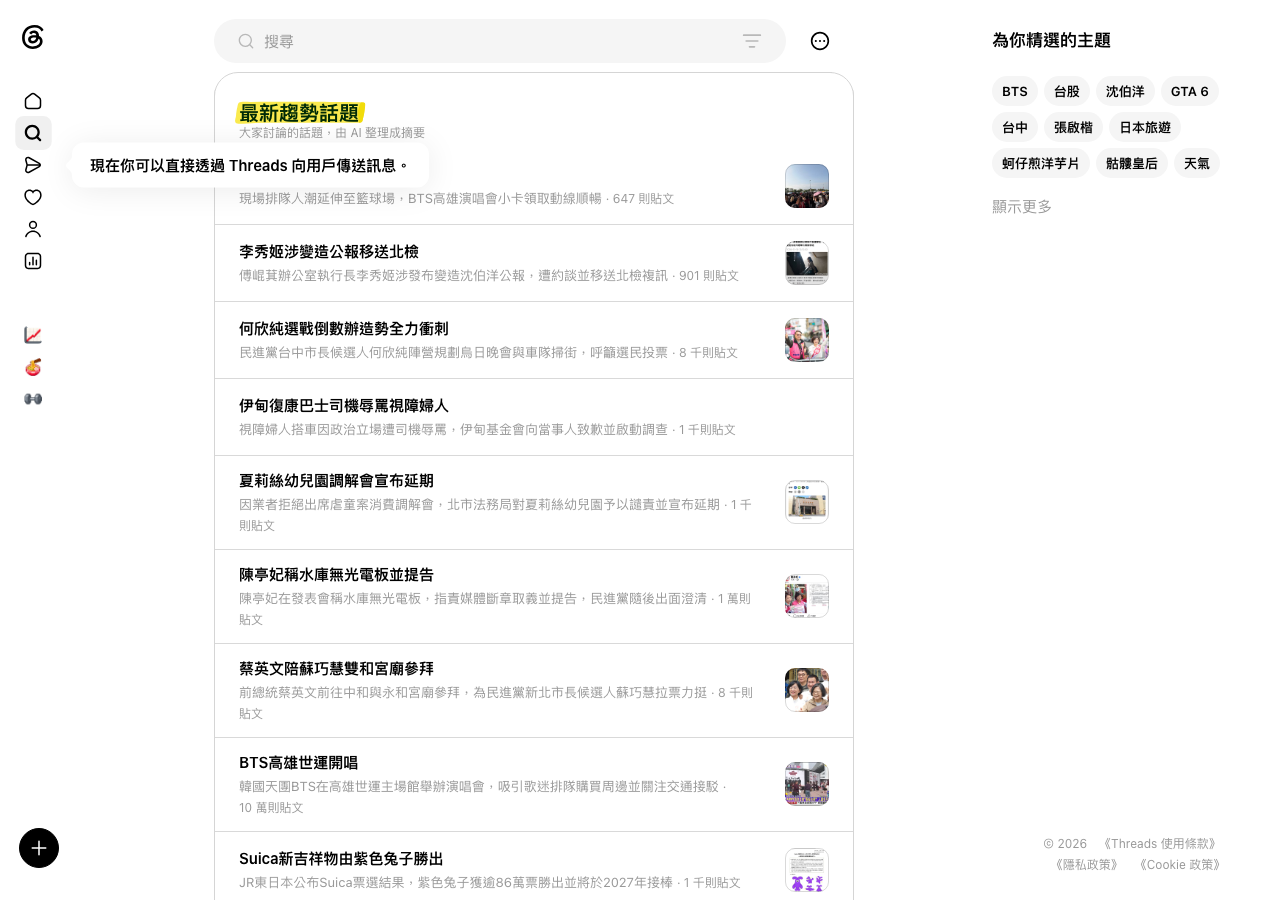 搜尋
最新趨勢話題
大家討論的話題，由 AI 整理成摘要
現在你可以直接透過 Threads 向用戶傳送訊息。
現場排隊人潮延伸至籃球場，BTS高雄演唱會小卡領取動線順暢 · 647 則貼文
李秀姬涉變造公報移送北檢
傅崐萁辦公室執行長李秀姬涉發布變造沈伯洋公報，遭約談並移送北檢複訊 · 901 則貼文
何欣純選戰倒數辦造勢全力衝刺
民進黨台中市長候選人何欣純陣營規劃烏日晚會與車隊掃街，呼籲選民投票 · 8 千則貼文
伊甸復康巴士司機辱罵視障婦人
視障婦人搭車因政治立場遭司機辱罵，伊甸基金會向當事人致歉並啟動調查 · 1 千則貼文
夏莉絲幼兒園調解會宣布延期
因業者拒絕出席虐童案消費調解會，北市法務局對夏莉絲幼兒園予以譴責並宣布延期 · 1 千
則貼文
陳亭妃稱水庫無光電板並提告
陳亭妃在發表會稱水庫無光電板，指責媒體斷章取義並提告，民進黨隨後出面澄清 · 1 萬則
貼文
蔡英文陪蘇巧慧雙和宮廟參拜
前總統蔡英文前往中和與永和宮廟參拜，為民進黨新北市長候選人蘇巧慧拉票力挺 · 8 千則
貼文
BTS高雄世運開唱
韓國天團BTS在高雄世運主場館舉辦演唱會，吸引歌迷排隊購買周邊並關注交通接駁 ·
10 萬則貼文
Suica新吉祥物由紫色兔子勝出
JR東日本公布Suica票選結果，紫色兔子獲逾86萬票勝出並將於2027年接棒 · 1 千則貼文
為你精選的主題
BTS 台股 沈伯洋 GTA 6
台中 張啟楷 日本旅遊
蚵仔煎洋芋片 骷髏皇后 天氣
顯示更多
© 2026 《Threads 使用條款》
《隱私政策》 《Cookie 政策》